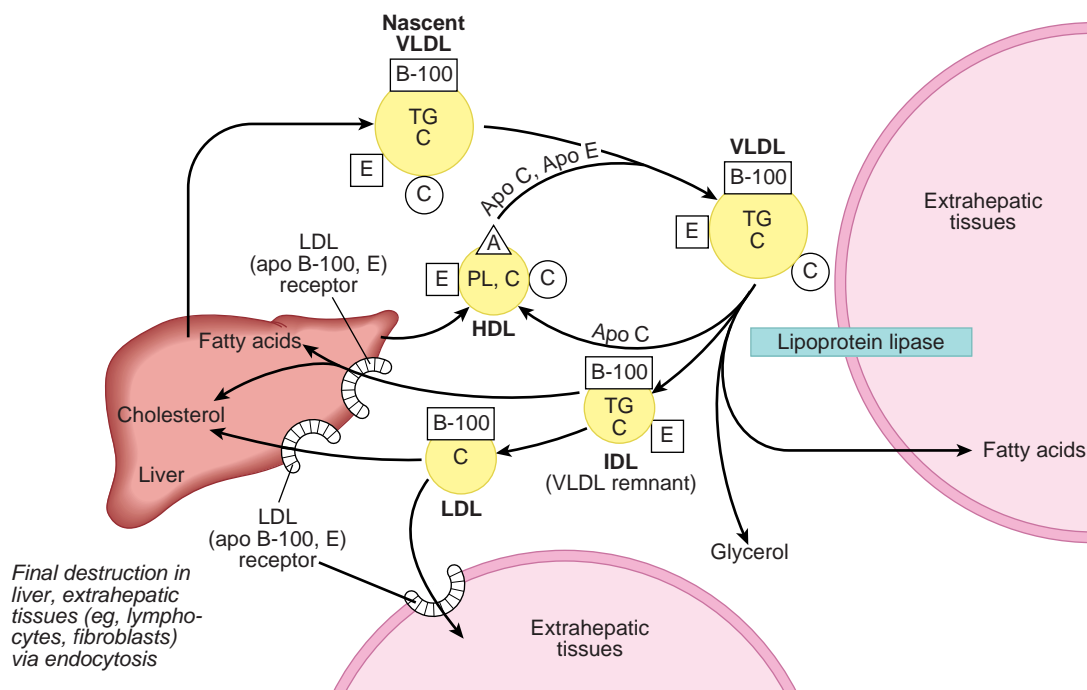 Nascent
VLDL
B-100
TG
C
E
C
Apo C, Apo E
VLDL
B-100
TG
C
E
C
Extrahepatic
tissues
LDL
(apo B-100, E)
receptor
A
E
PL, C
C
HDL
Apo C
Lipoprotein lipase
Fatty acids
Cholesterol
Liver
B-100
TG
C
E
IDL
(VLDL remnant)
B-100
C
LDL
Fatty acids
Glycerol
LDL
(apo B-100, E)
receptor
Final destruction in
liver, extrahepatic
tissues (eg, lympho-
cytes, fibroblasts)
via endocytosis
Extrahepatic
tissues